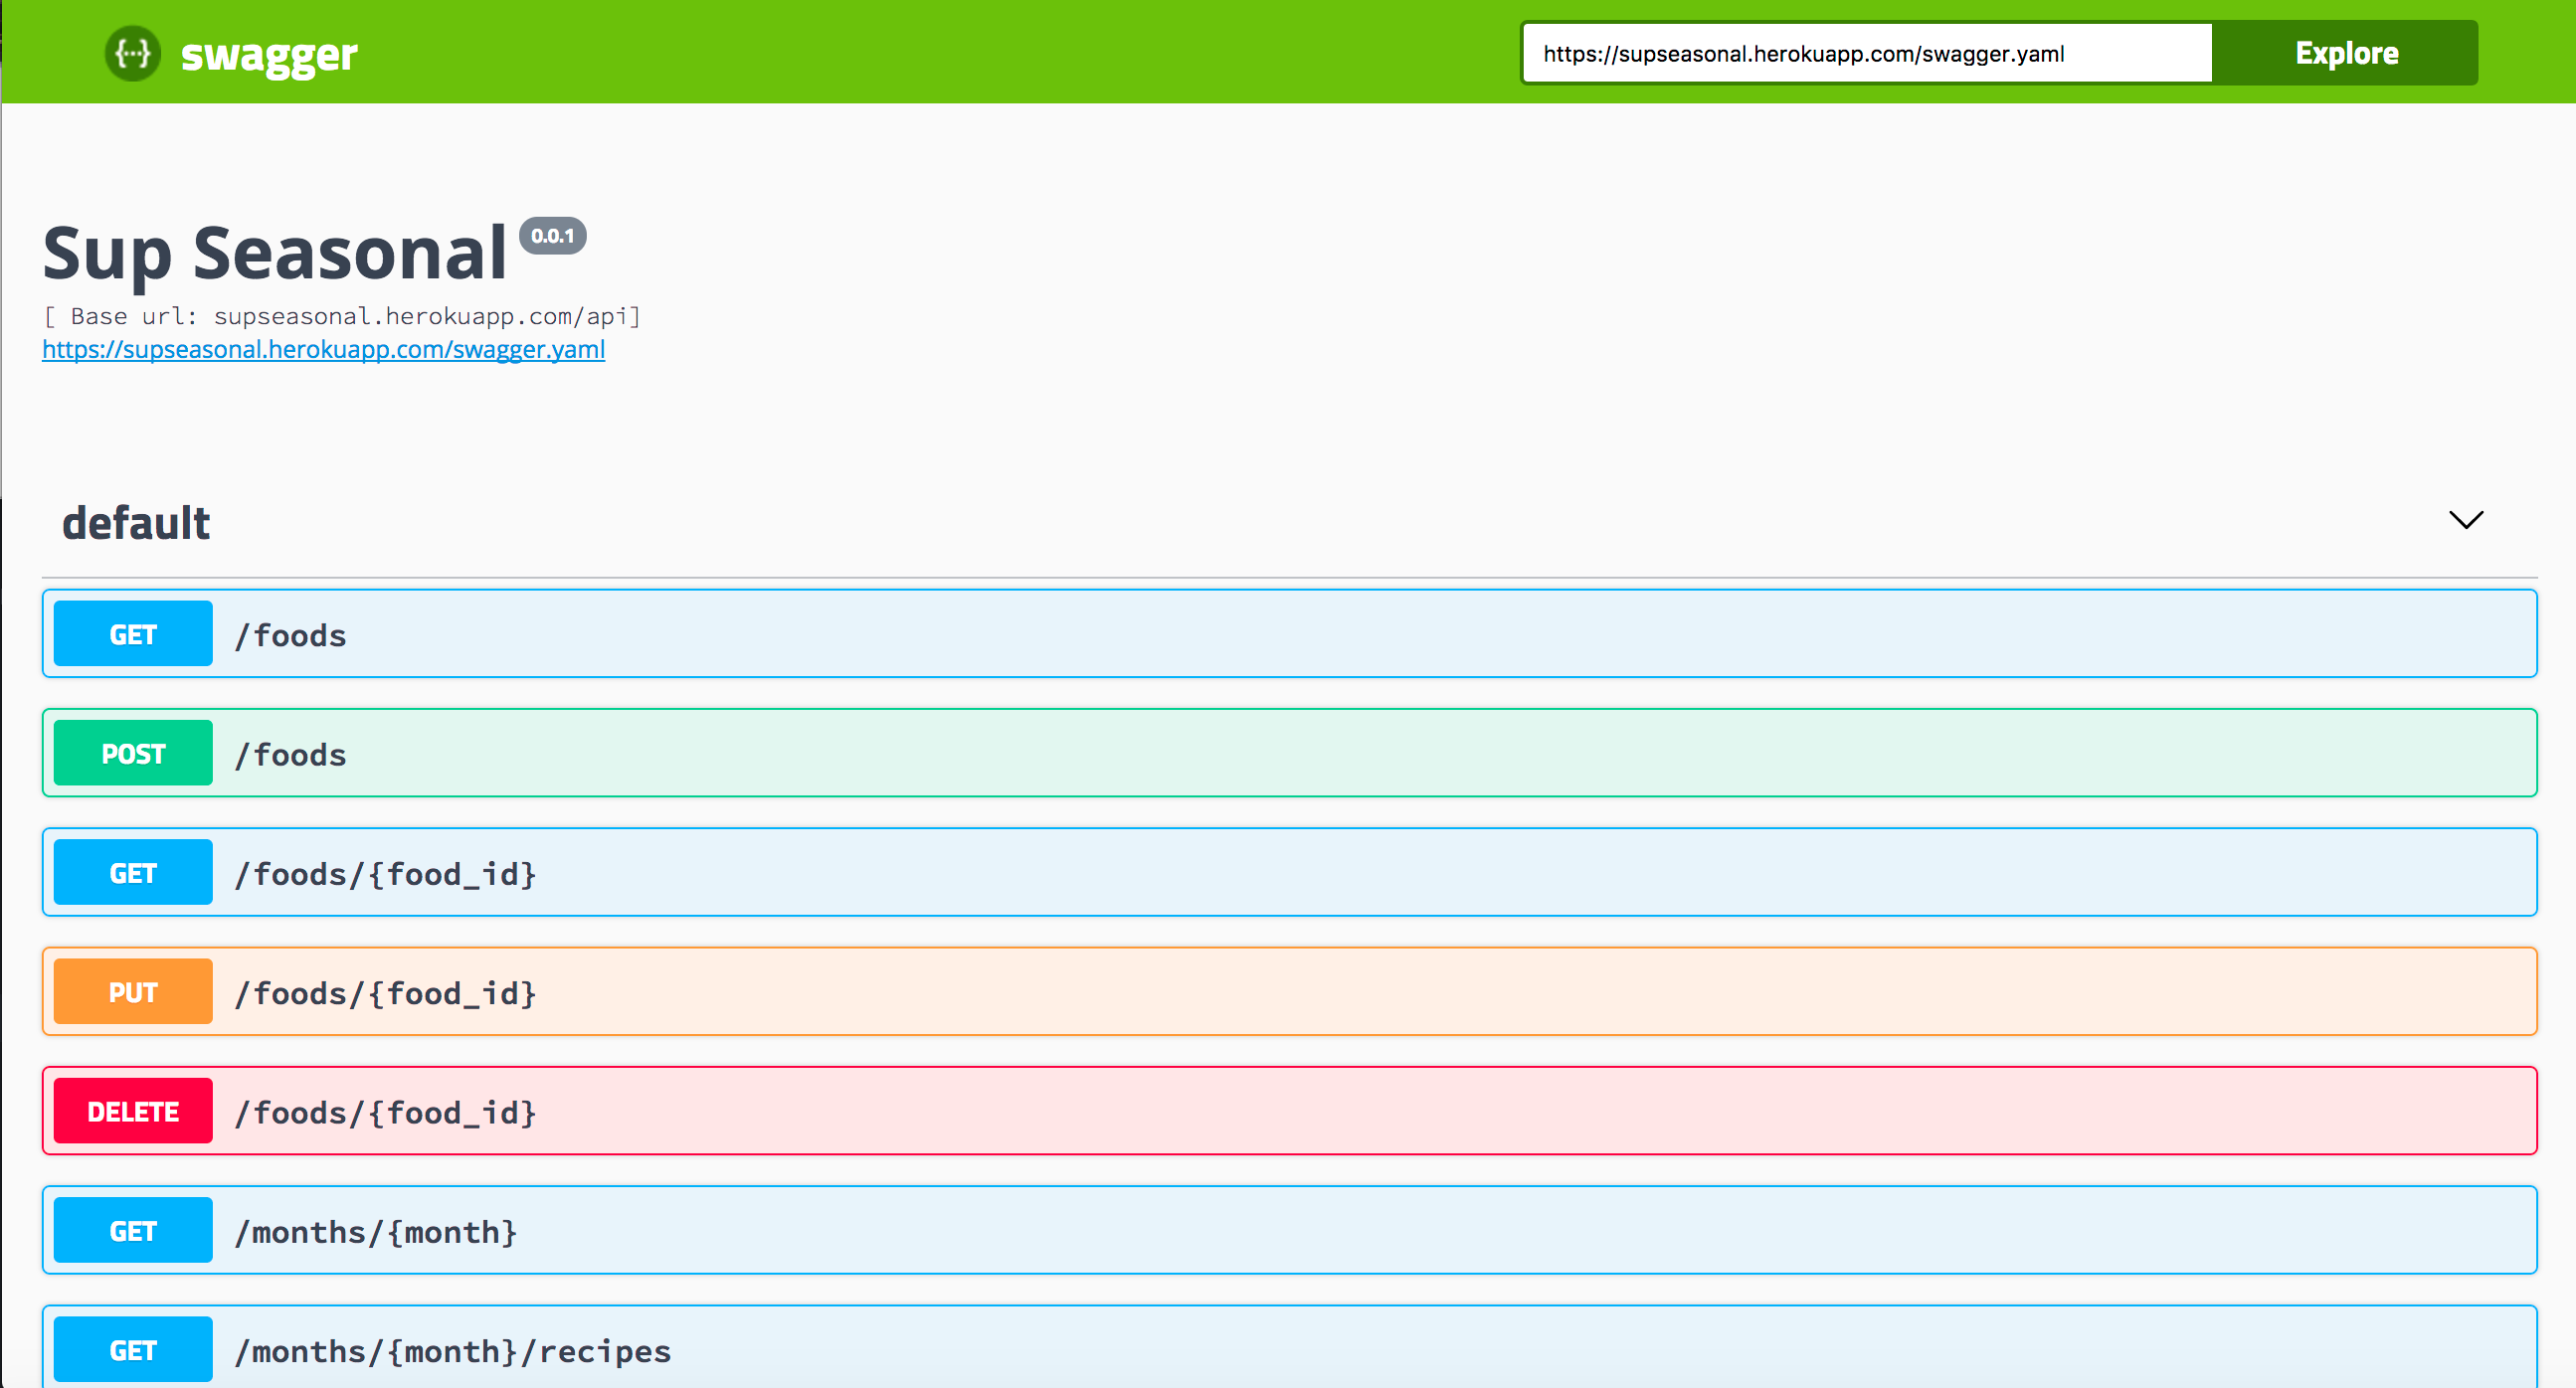 {···} swagger
https://supseasonal.herokuapp.com/swagger.yaml Explore
Sup Seasonal 0.0.1
[ Base url: supseasonal.herokuapp.com/api]
https://supseasonal.herokuapp.com/swagger.yaml
default
GET /foods
POST /foods
GET /foods/{food_id}
PUT /foods/{food_id}
DELETE /foods/{food_id}
GET /months/{month}
GET /months/{month}/recipes